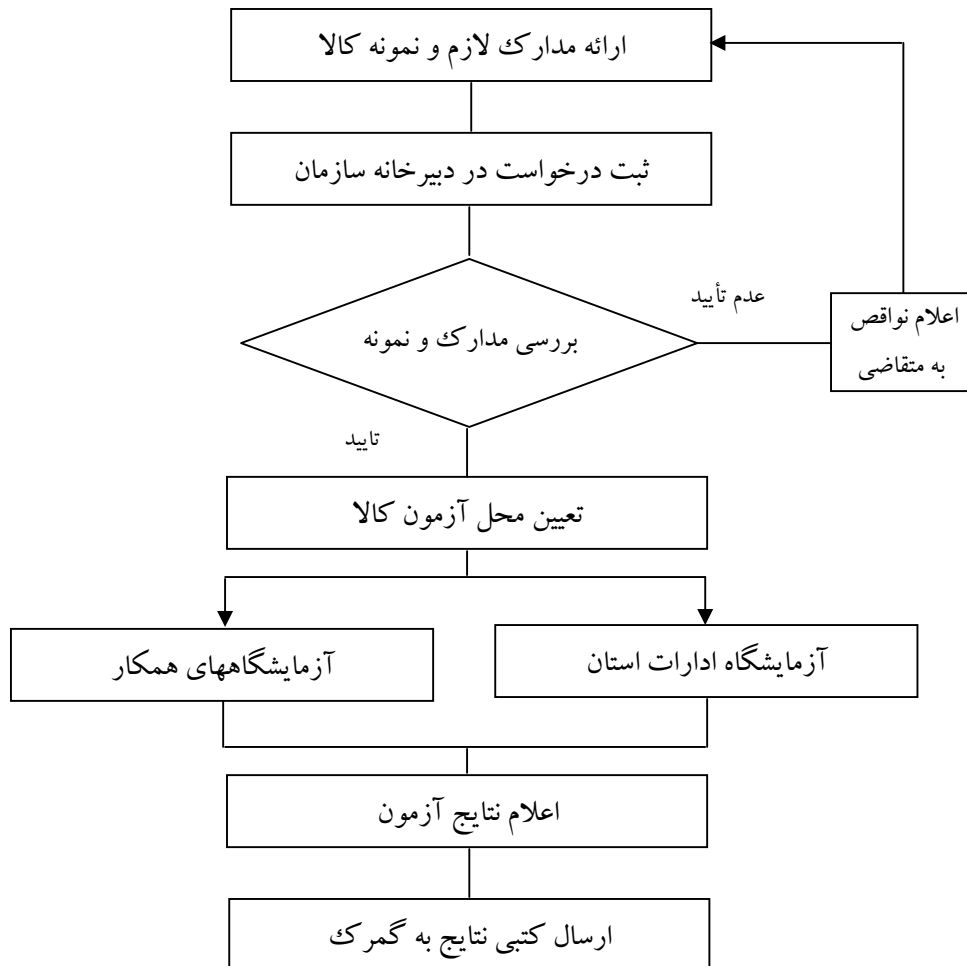 ارائه مدارک لازم و نمونه کالا
ثبت درخواست در دبیرخانه سازمان
بررسی مدارک و نمونه
عدم تأیید
اعلام نواقص
به متقاضی
تایید
تعیین محل آزمون کالا
آزمایشگاه ادارات استان
آزمایشگاههای همکار
اعلام نتایج آزمون
ارسال کتبی نتایج به گمرک